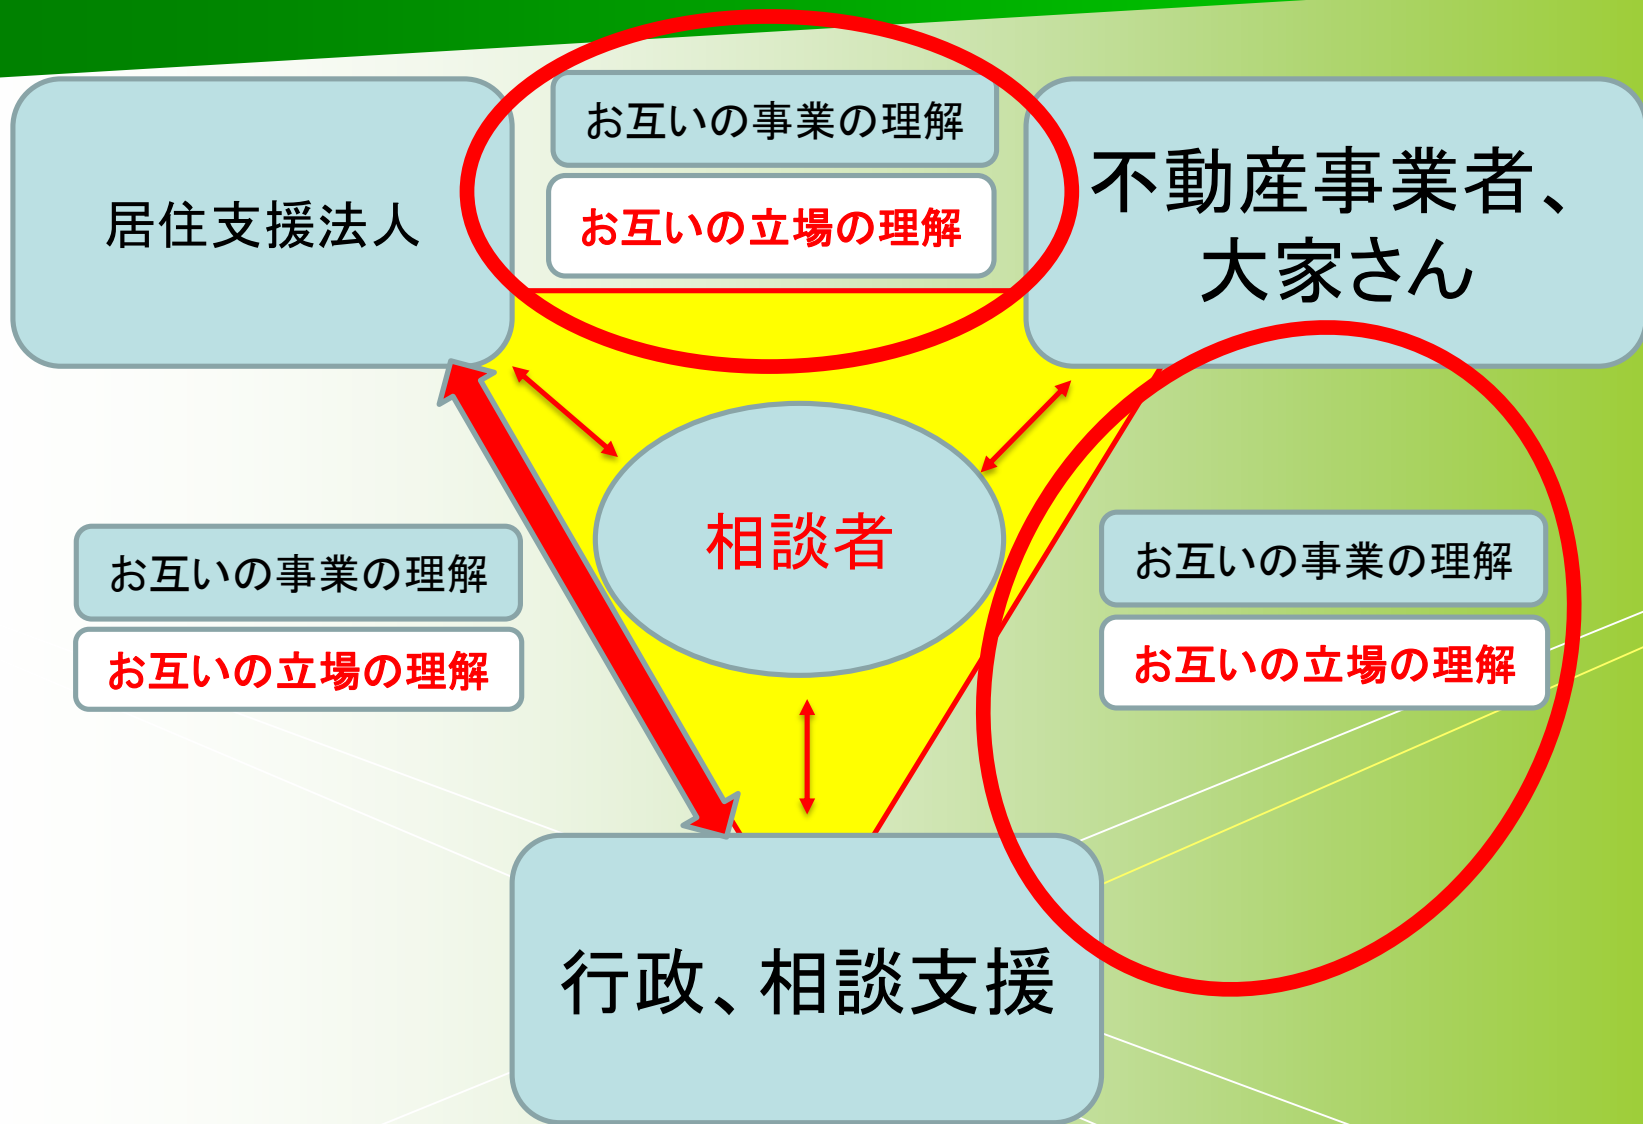 お互いの事業の理解
お互いの立場の理解
居住支援法人
不動産事業者、
大家さん
相談者
お互いの事業の理解
お互いの立場の理解
お互いの事業の理解
お互いの立場の理解
行政、相談支援